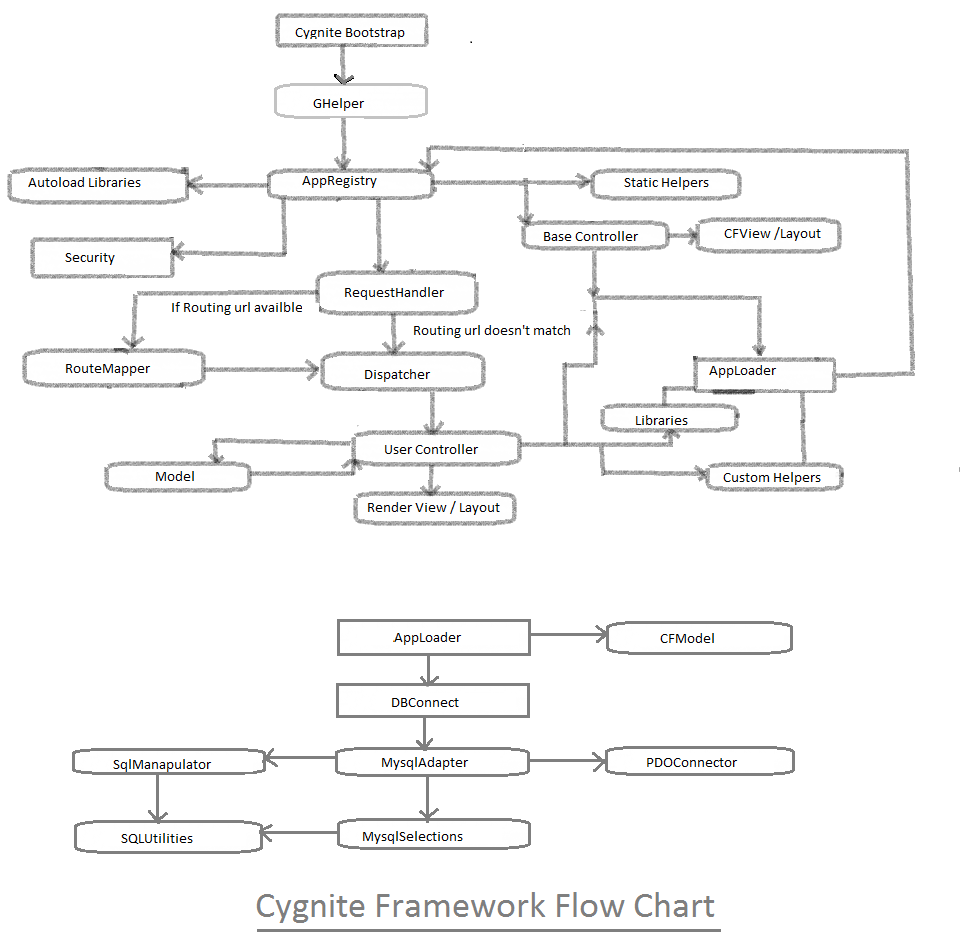 Cygnite Bootstrap
GHelper
Autoload Libraries
AppRegistry
Static Helpers
Base Controller
CFView /Layout
Security
RequestHandler
If Routing url availble
Routing url doesn't match
RouteMapper
Dispatcher
AppLoader
Libraries
User Controller
Model
Custom Helpers
Render View / Layout
AppLoader
CFModel
DBConnect
SqlManapulator
MysqlAdapter
PDOConnector
SQLUtilities
MysqlSelections
Cygnite Framework Flow Chart